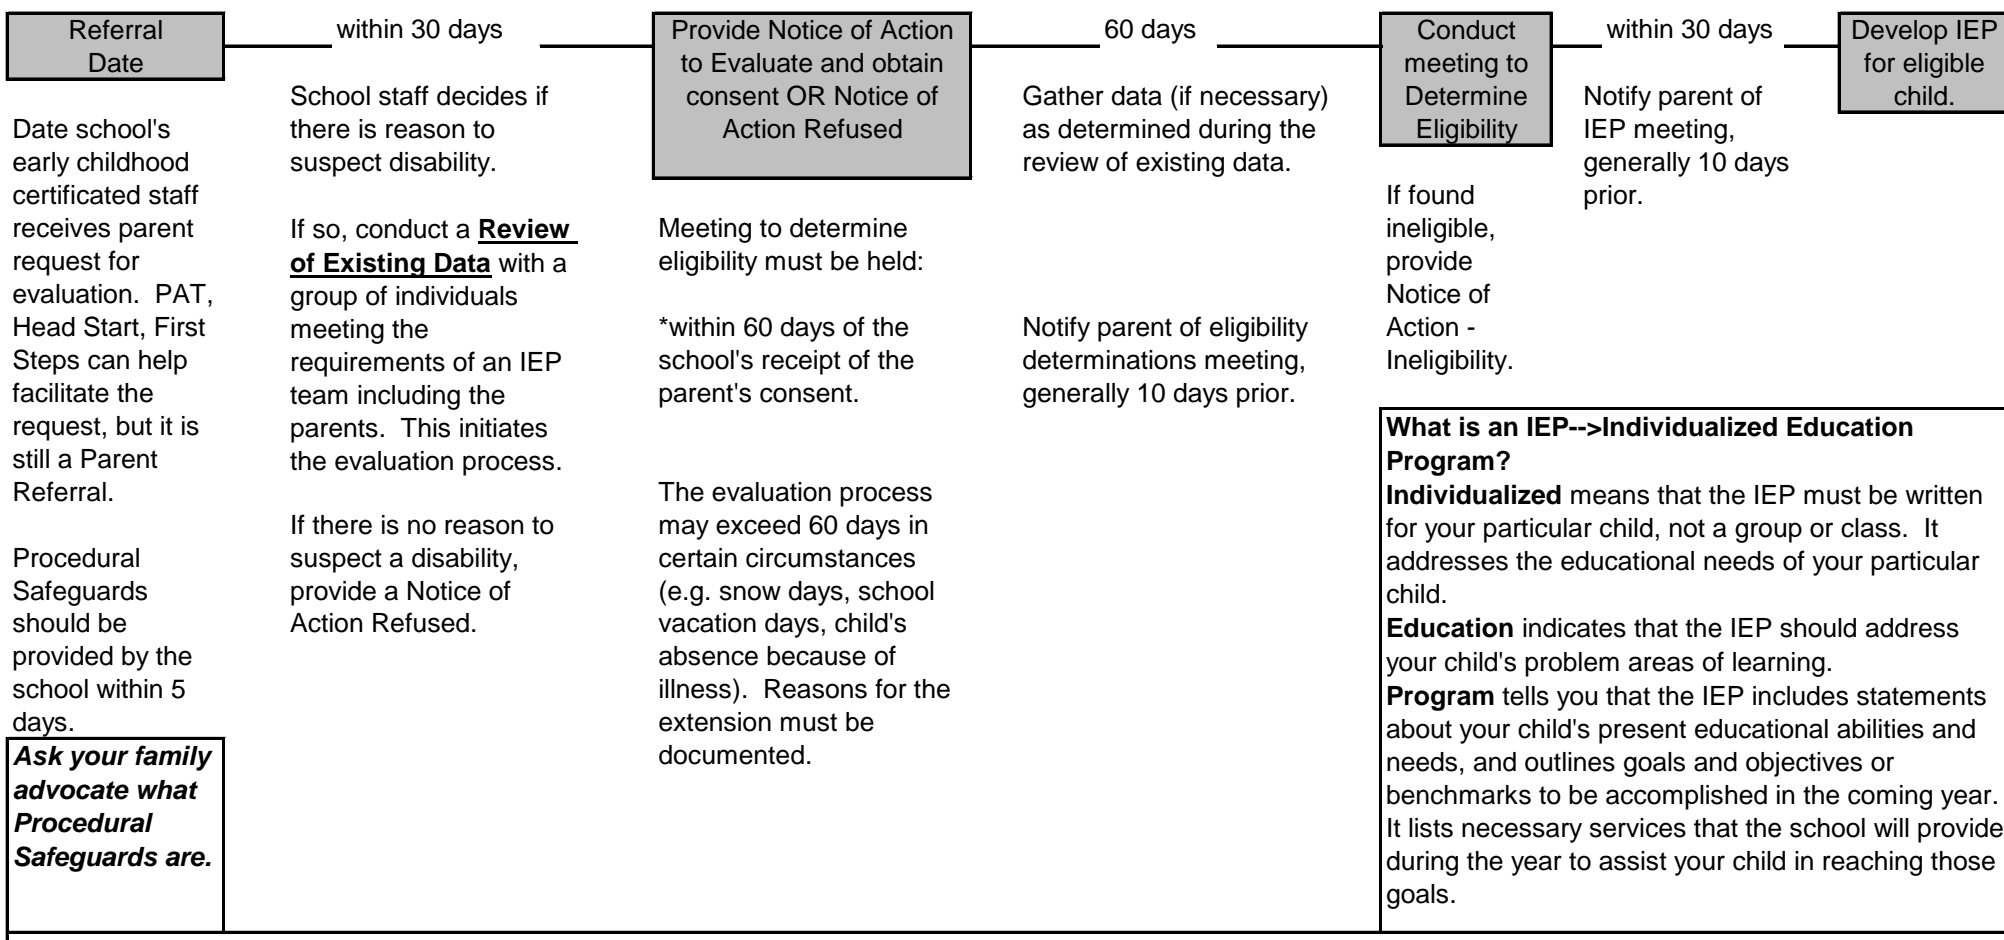 Referral
Date
within 30 days
Provide Notice of Action
to Evaluate and obtain
consent OR Notice of
Action Refused
60 days
Conduct
meeting to
Determine
Eligibility
within 30 days
Develop IEP
for eligible
child.
Date school's
early childhood
certificated staff
receives parent
request for
evaluation.  PAT,
Head Start, First
Steps can help
facilitate the
request, but it is
still a Parent
Referral.
Procedural
Safeguards
should be
provided by the
school within 5
days.
Ask your family
advocate what
Procedural
Safeguards are.
School staff decides if
there is reason to
suspect disability.
If so, conduct a Review
of Existing Data with a
group of individuals
meeting the
requirements of an IEP
team including the
parents.  This initiates
the evaluation process.
If there is no reason to
suspect a disability,
provide a Notice of
Action Refused.
Meeting to determine
eligibility must be held:
*within 60 days of the
school's receipt of the
parent's consent.
The evaluation process
may exceed 60 days in
certain circumstances
(e.g. snow days, school
vacation days, child's
absence because of
illness).  Reasons for the
extension must be
documented.
Gather data (if necessary)
as determined during the
review of existing data.
Notify parent of eligibility
determinations meeting,
generally 10 days prior.
If found
ineligible,
provide
Notice of
Action -
Ineligibility.
Notify parent of
IEP meeting,
generally 10 days
prior.
What is an IEP-->Individualized Education
Program?
Individualized means that the IEP must be written
for your particular child, not a group or class.  It
addresses the educational needs of your particular
child.
Education indicates that the IEP should address
your child's problem areas of learning.
Program tells you that the IEP includes statements
about your child's present educational abilities and
needs, and outlines goals and objectives or
benchmarks to be accomplished in the coming year.
It lists necessary services that the school will provide
during the year to assist your child in reaching those
goals.